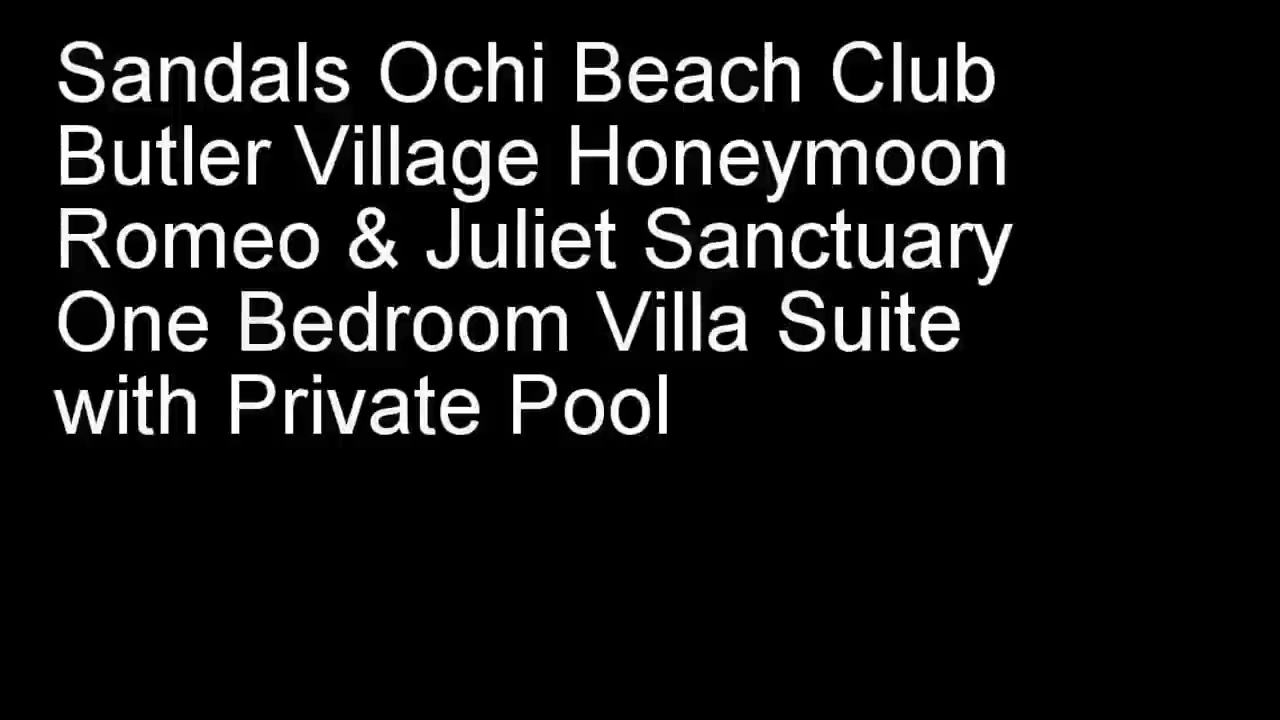 Sandals Ochi Beach Club
Butler Village Honeymoon
Romeo & Juliet Sanctuary
One Bedroom Villa Suite
with Private Pool